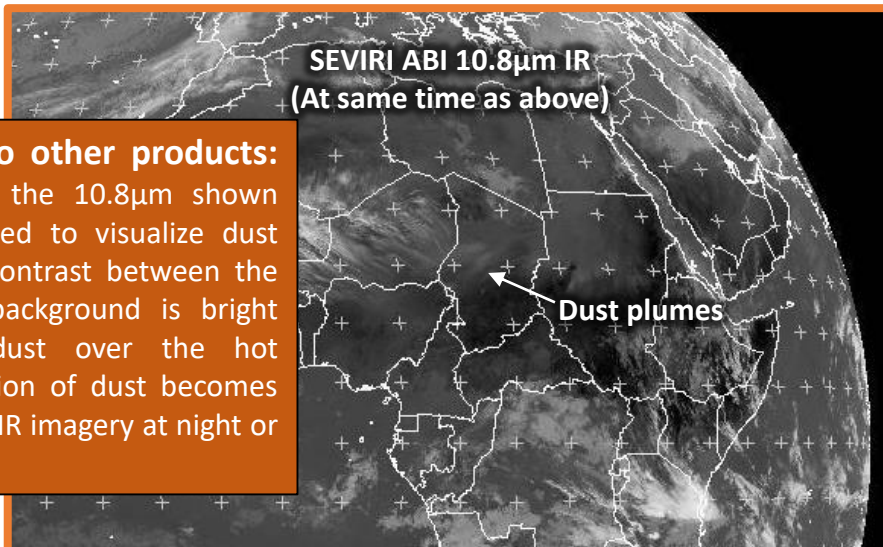 SEVIRI ABI 10.8µm IR
(At same time as above)
o other products:
the 10.8µm shown
ed to visualize dust
ontrast between the
background is bright
dust over the hot
ion of dust becomes
IR imagery at night or
Dust plumes